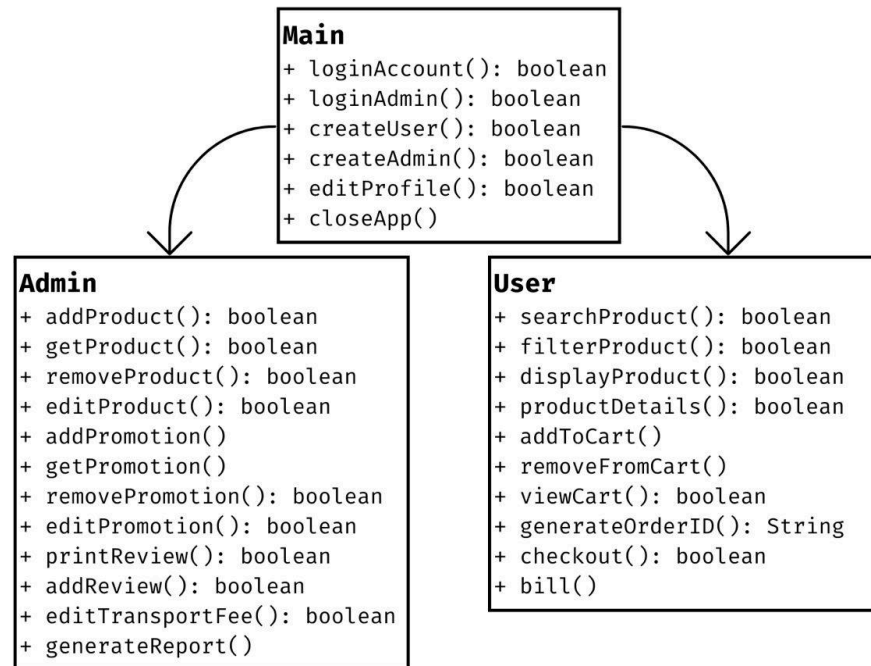 Main
+ loginAccount(): boolean
+ loginAdmin(): boolean
+ createUser(): boolean
+ createAdmin(): boolean
+ editProfile(): boolean
+ closeApp()
Admin
+ addProduct(): boolean
+ getProduct(): boolean
+ removeProduct(): boolean
+ editProduct(): boolean
+ addPromotion()
+ getPromotion()
+ removePromotion(): boolean
+ editPromotion(): boolean
+ printReview(): boolean
+ addReview(): boolean
+ editTransportFee(): boolean
+ generateReport()
User
+ searchProduct(): boolean
+ filterProduct(): boolean
+ displayProduct(): boolean
+ productDetails(): boolean
+ addToCart()
+ removeFromCart()
+ viewCart(): boolean
+ generateOrderID(): String
+ checkout(): boolean
+ bill()